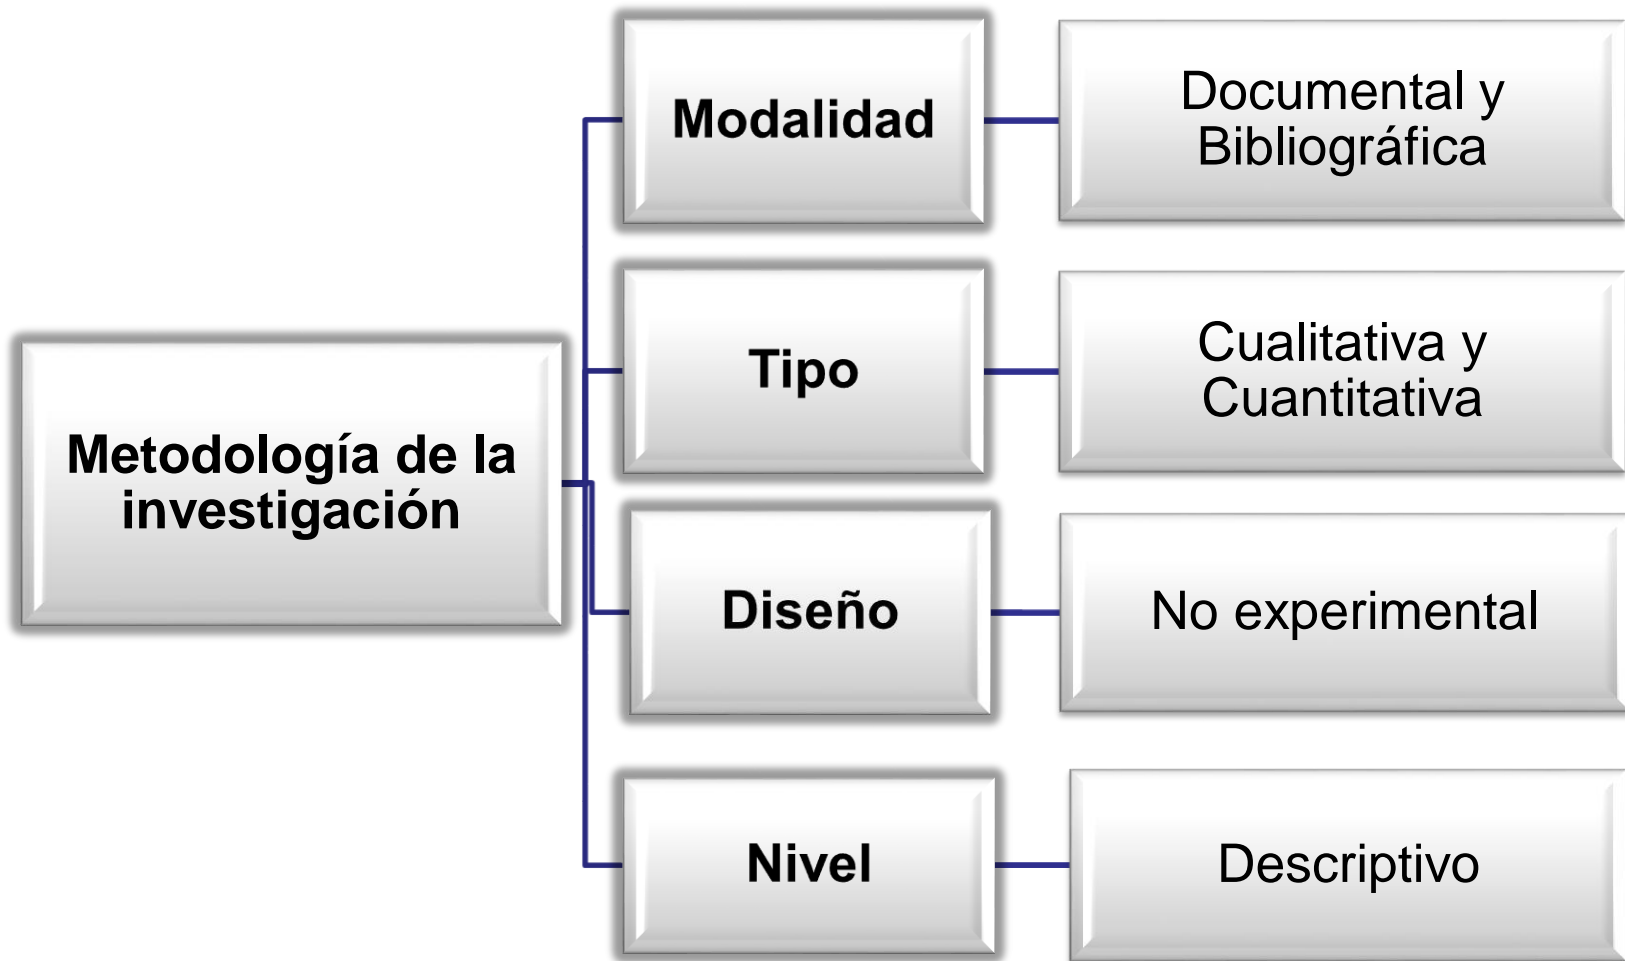 Metodología de la
investigación
Modalidad
Documental y
Bibliográfica
Tipo
Cualitativa y
Cuantitativa
Diseño
No experimental
Nivel
Descriptivo